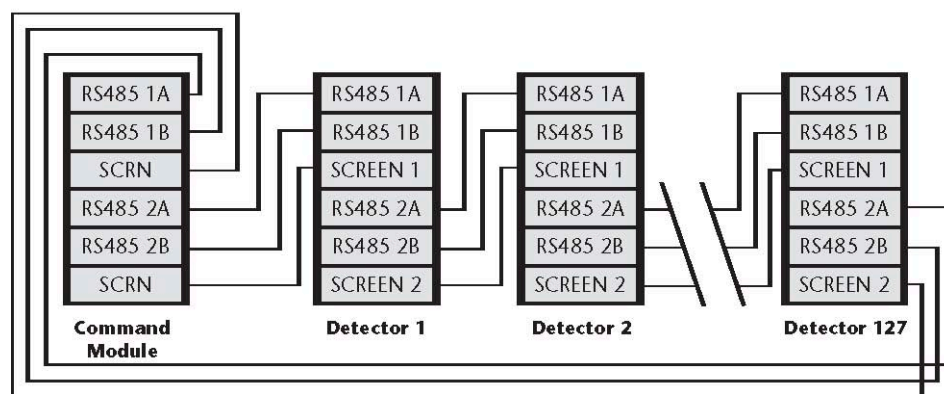 RS485 1A
RS485 1B
SCRN
RS485 2A
RS485 2B
SCRN
Command
Module
RS485 1A
RS485 1B
SCREEN 1
RS485 2A
RS485 2B
SCREEN 2
Detector 1
RS485 1A
RS485 1B
SCREEN 1
RS485 2A
RS485 2B
SCREEN 2
Detector 2
RS485 1A
RS485 1B
SCREEN 1
RS485 2A
RS485 2B
SCREEN 2
Detector 127